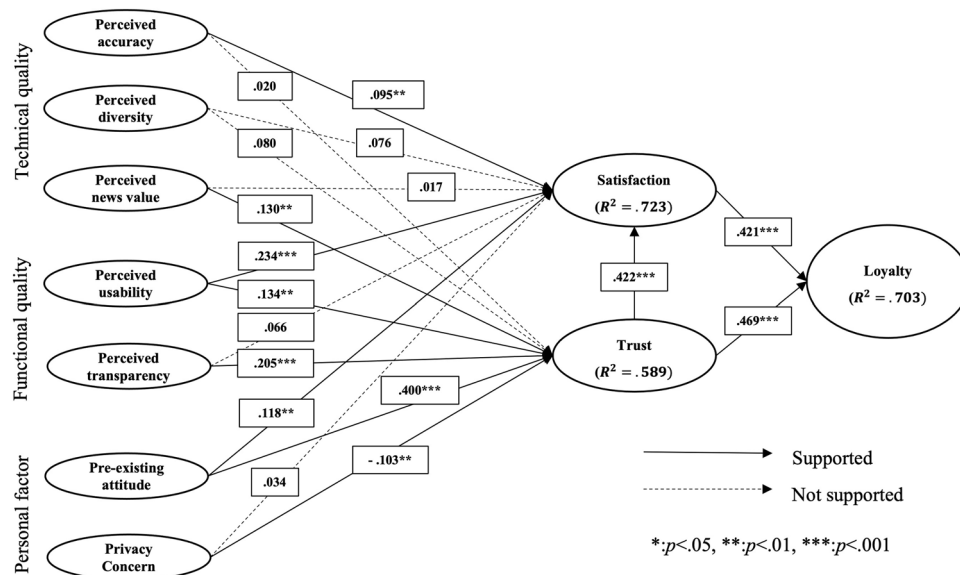 Technical quality
Functional quality
Personal factor
Perceived
accuracy
Perceived
diversity
Perceived
news value
Perceived
usability
Perceived
transparency
Pre-existing
attitude
Privacy
Concern
.020
.095**
.080
.076
.017
.130**
.234***
.134**
.066
.205***
.118**
.400***
.034
- .103**
Satisfaction
(R² = .723)
.422***
Trust
(R² = .589)
.421***
.469***
Loyalty
(R² = .703)
Supported
Not supported
*:p<.05, **:p<.01, ***:p<.001